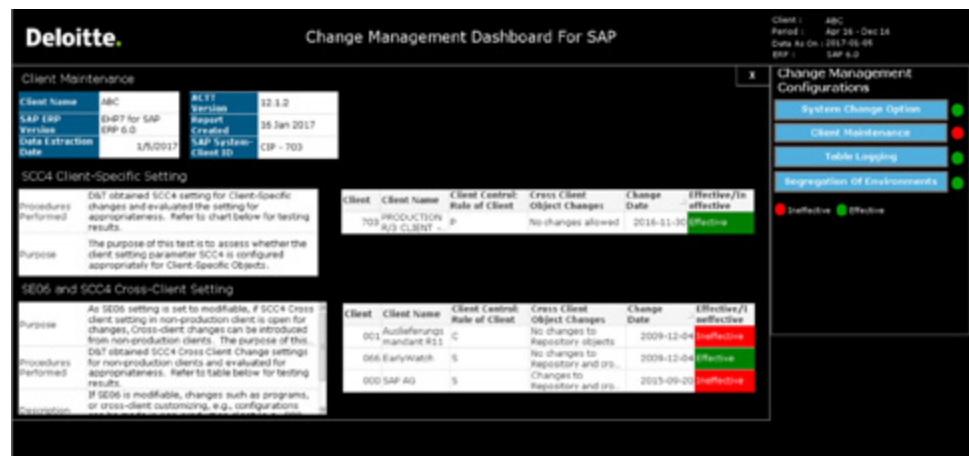 Deloitte.
Change Management Dashboard For SAP
Client : ABC
Period : Apr 16 - Dec 16
Data As On : 2017-01-05
ERP : SAP 6.0
Client Maintenance
X
Client Name ABC ACTT Version 12.1.2
SAP ERP Version EHP7 for SAP ERP 6.0 Report Created 16 Jan 2017
Data Extraction Date 1/5/2017 SAP System-Client ID CIP - 703
SCC4 Client-Specific Setting
Procedures Performed
D&T obtained SCC4 setting for Client-Specific
changes and evaluated the setting for
appropriateness. Refer to chart below for testing
results.
Purpose
The purpose of this test is to assess whether the
client setting parameter SCC4 is configured
appropriately for Client-Specific Objects.
Client Client Name Client Control: Role of Client Cross Client Object Changes Change Date Effective/In effective
703 PRODUCTION R/3 CLIENT - P No changes allowed 2016-11-30 Effective
SE06 and SCC4 Cross-Client Setting
Purpose
As SE06 setting is set to modifiable, if SCC4 Cross
client setting in non-production client is open for
changes, Cross-client changes can be introduced
from non-production clients. The purpose of this
Procedures Performed
D&T obtained SCC4 Cross Client Change settings
for non-production clients and evaluated for
appropriateness. Refer to table below for testing
results.
Description
If SE06 is modifiable, changes such as programs,
or cross-client customizing, e.g., configurations
Client Client Name Client Control: Role of Client Cross Client Object Changes Change Date Effective/I neffective
001 Auslieferungs mandant R11 C No changes to Repository objects 2009-12-04 Ineffective
066 EarlyWatch S No changes to Repository and cro.. 2009-12-04 Effective
000 SAP AG S Changes to Repository and cro.. 2015-09-20 Ineffective
Change Management
Configurations
System Change Option
Client Maintenance
Table Logging
Segregation Of Environments
Ineffective Effective